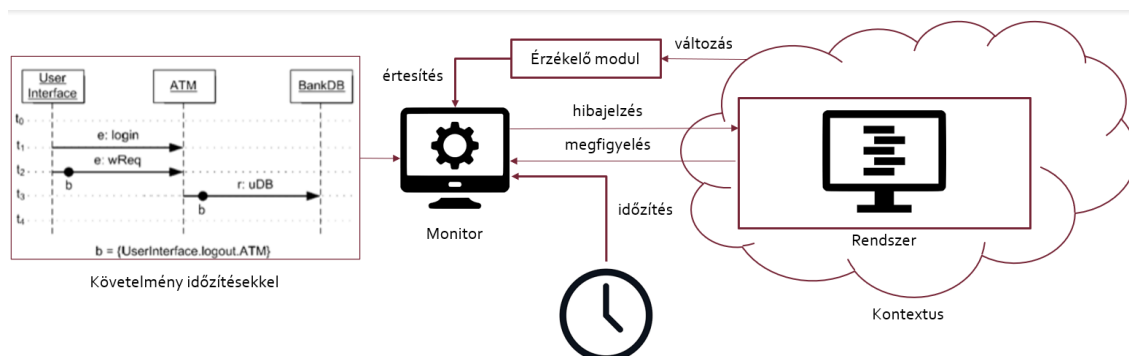 User
Interface
ATM
BankDB
t₀
t₁
t₂
t₃
t₄
e: login
e: wReq
b
r: uDB
b
b = {UserInterface.logout.ATM}
Követelmény időzítésekkel
értesítés
Érzékelő modul
változás
hibajelzés
megfigyelés
időzítés
Monitor
Rendszer
Kontextus